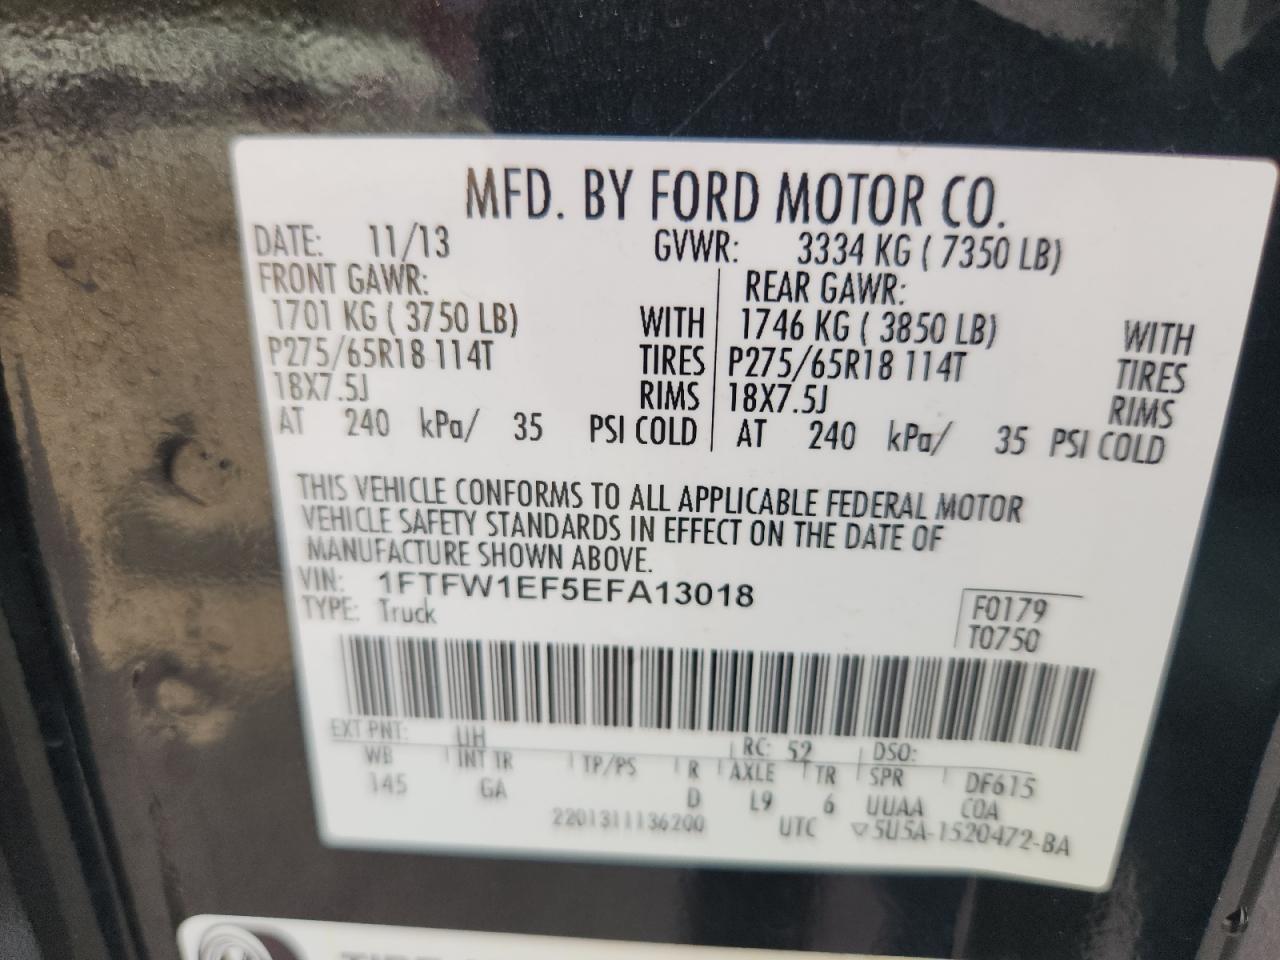 MFD. BY FORD MOTOR CO.
DATE: 11/13 GVWR: 3334 KG ( 7350 LB)
FRONT GAWR: REAR GAWR:
1701 KG ( 3750 LB) WITH 1746 KG ( 3850 LB) WITH
P275/65R18 114T TIRES P275/65R18 114T TIRES
18X7.5J RIMS 18X7.5J RIMS
AT 240 kPa/ 35 PSI COLD AT 240 kPa/ 35 PSI COLD
THIS VEHICLE CONFORMS TO ALL APPLICABLE FEDERAL MOTOR
VEHICLE SAFETY STANDARDS IN EFFECT ON THE DATE OF
MANUFACTURE SHOWN ABOVE.
VIN: 1FTFW1EF5EFA13018
TYPE: Truck
F0179
T0750
EXT PNT: UH RC: 52 DSO:
WB INT TR TP/PS R AXLE TR SPR DF615
145 GA D L9 6 UUAA COA
2201311136200 UTC ▽5U5A-1520472-BA